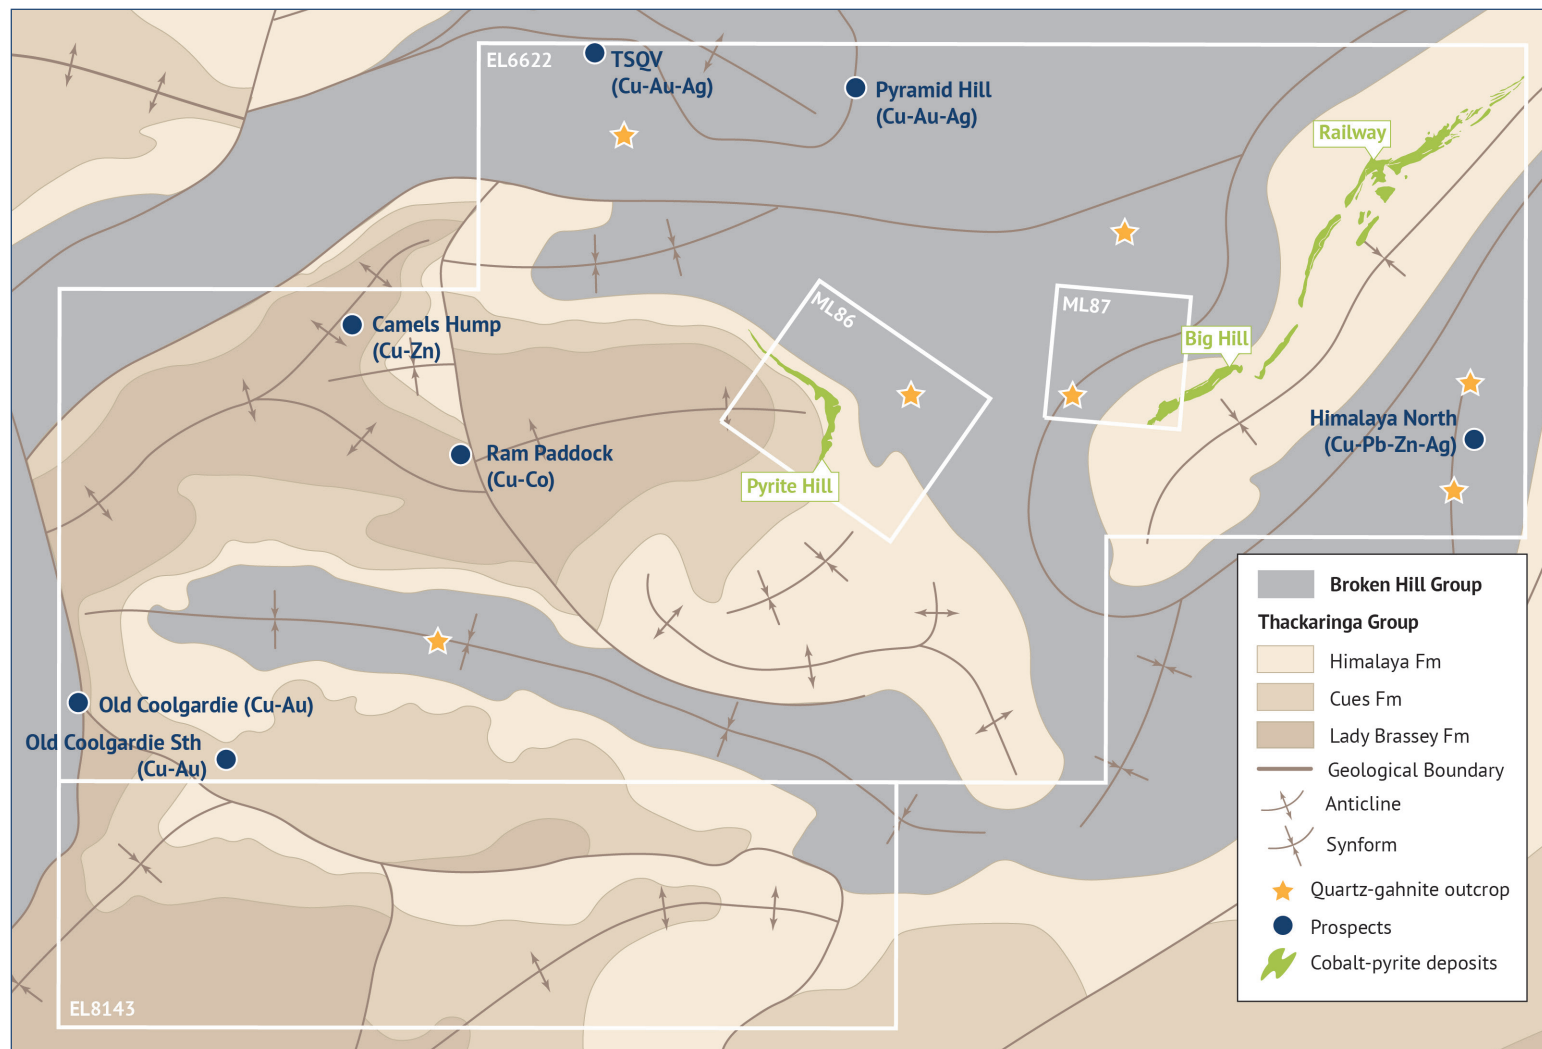 EL6622
TSQV
(Cu-Au-Ag)
Pyramid Hill
(Cu-Au-Ag)
Railway
ML86
ML87
Camels Hump
(Cu-Zn)
Big Hill
Himalaya North
(Cu-Pb-Zn-Ag)
Ram Paddock
(Cu-Co)
Pyrite Hill
Old Coolgardie (Cu-Au)
Old Coolgardie Sth
(Cu-Au)
EL8143
Broken Hill Group
Thackaringa Group
Himalaya Fm
Cues Fm
Lady Brassey Fm
Geological Boundary
Anticline
Synform
Quartz-gahnite outcrop
Prospects
Cobalt-pyrite deposits